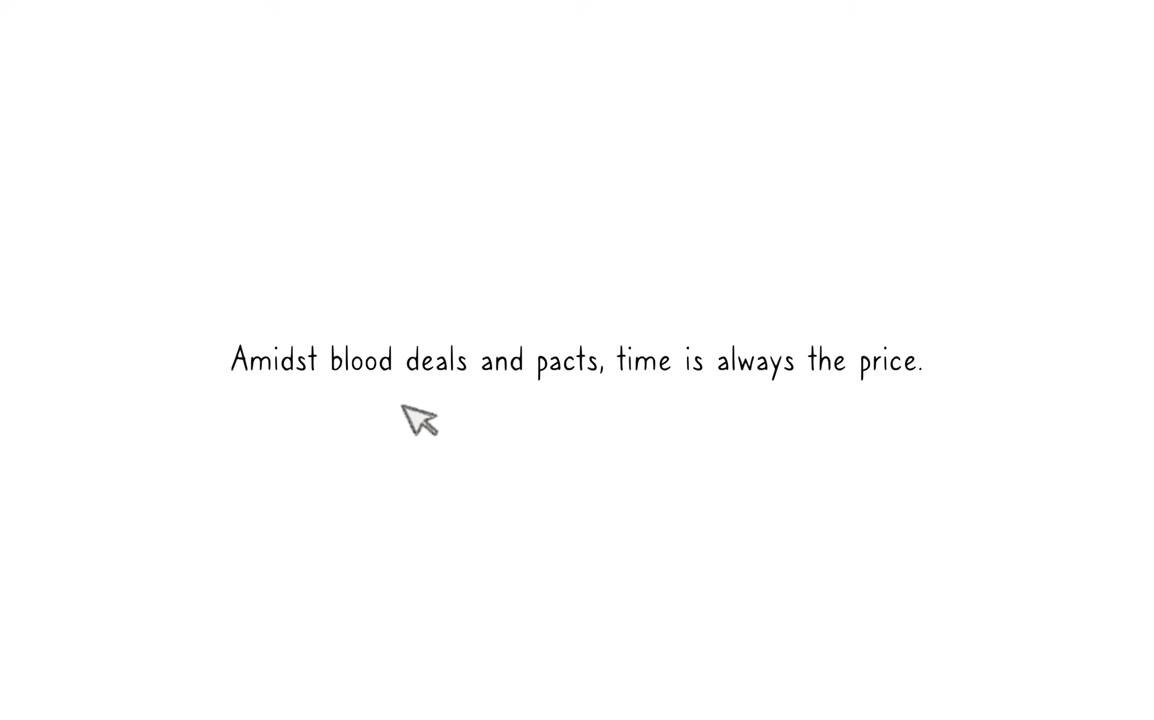 Amidst blood deals and pacts, time is always the price.